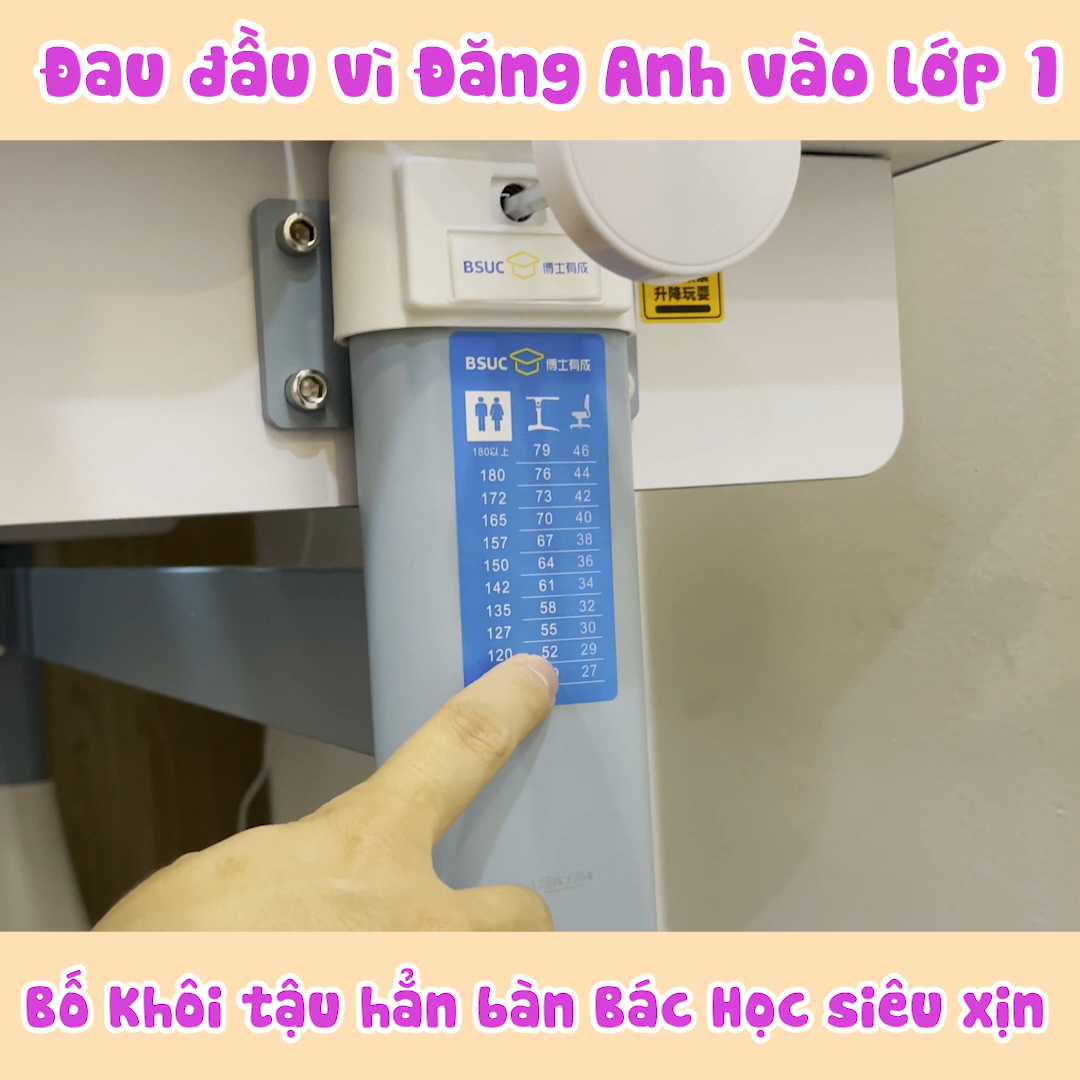 Đau đầu vì Đăng Anh vào lớp 1
BSUC 博士有成
升降玩耍
BSUC 博士有成
180以上 79 46
180 76 44
172 73 42
165 70 40
157 67 38
150 64 36
142 61 34
135 58 32
127 55 30
120 52 29
27
Bố Khôi tậu hẳn bàn Bác Học siêu xịn